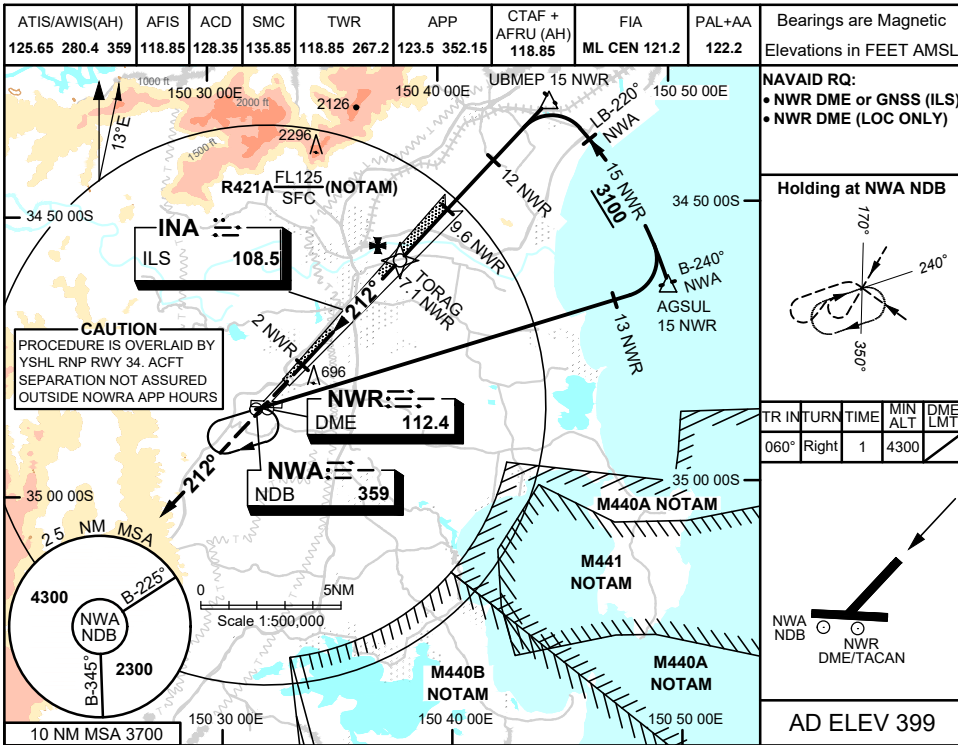 ATIS/AWIS(AH)
125.65 280.4 359
AFIS
118.85
ACD
128.35
SMC
135.85
TWR
118.85 267.2
APP
123.5 352.15
CTAF +
AFRU (AH)
118.85
FIA
ML CEN 121.2
PAL+AA
122.2
Bearings are Magnetic
Elevations in FEET AMSL
NAVAID RQ:
• NWR DME or GNSS (ILS)
• NWR DME (LOC ONLY)
Holding at NWA NDB
170°
240°
350°
TR IN
TURN
TIME
MIN
ALT
DME
LMT
060°
Right
1
4300
NWA
NDB
NWR
DME/TACAN
AD ELEV 399
1000 ft
150 30 00E
150 40 00E
150 50 00E
UBMEP 15 NWR
13°E
2000 ft
1500 ft
2126
2296
LB-220°
NWA
R421A FL125 (NOTAM)
SFC
12 NWR
15 NWR
3100
34 50 00S
34 50 00S
9.6 NWR
INA
ILS 108.5
B-240°
NWA
AGSUL
15 NWR
TORAG
7.1 NWR
212°
13 NWR
CAUTION
PROCEDURE IS OVERLAID BY
YSHL RNP RWY 34. ACFT
SEPARATION NOT ASSURED
OUTSIDE NOWRA APP HOURS
2 NWR
696
NWR
DME 112.4
NWA
NDB 359
212°
35 00 00S
35 00 00S
M440A NOTAM
M441
NOTAM
25 NM MSA
4300
B-225°
NWA
NDB
2300
B-345°
10 NM MSA 3700
0
5NM
Scale 1:500,000
M440B
NOTAM
M440A
NOTAM
150 30 00E
150 40 00E
150 50 00E